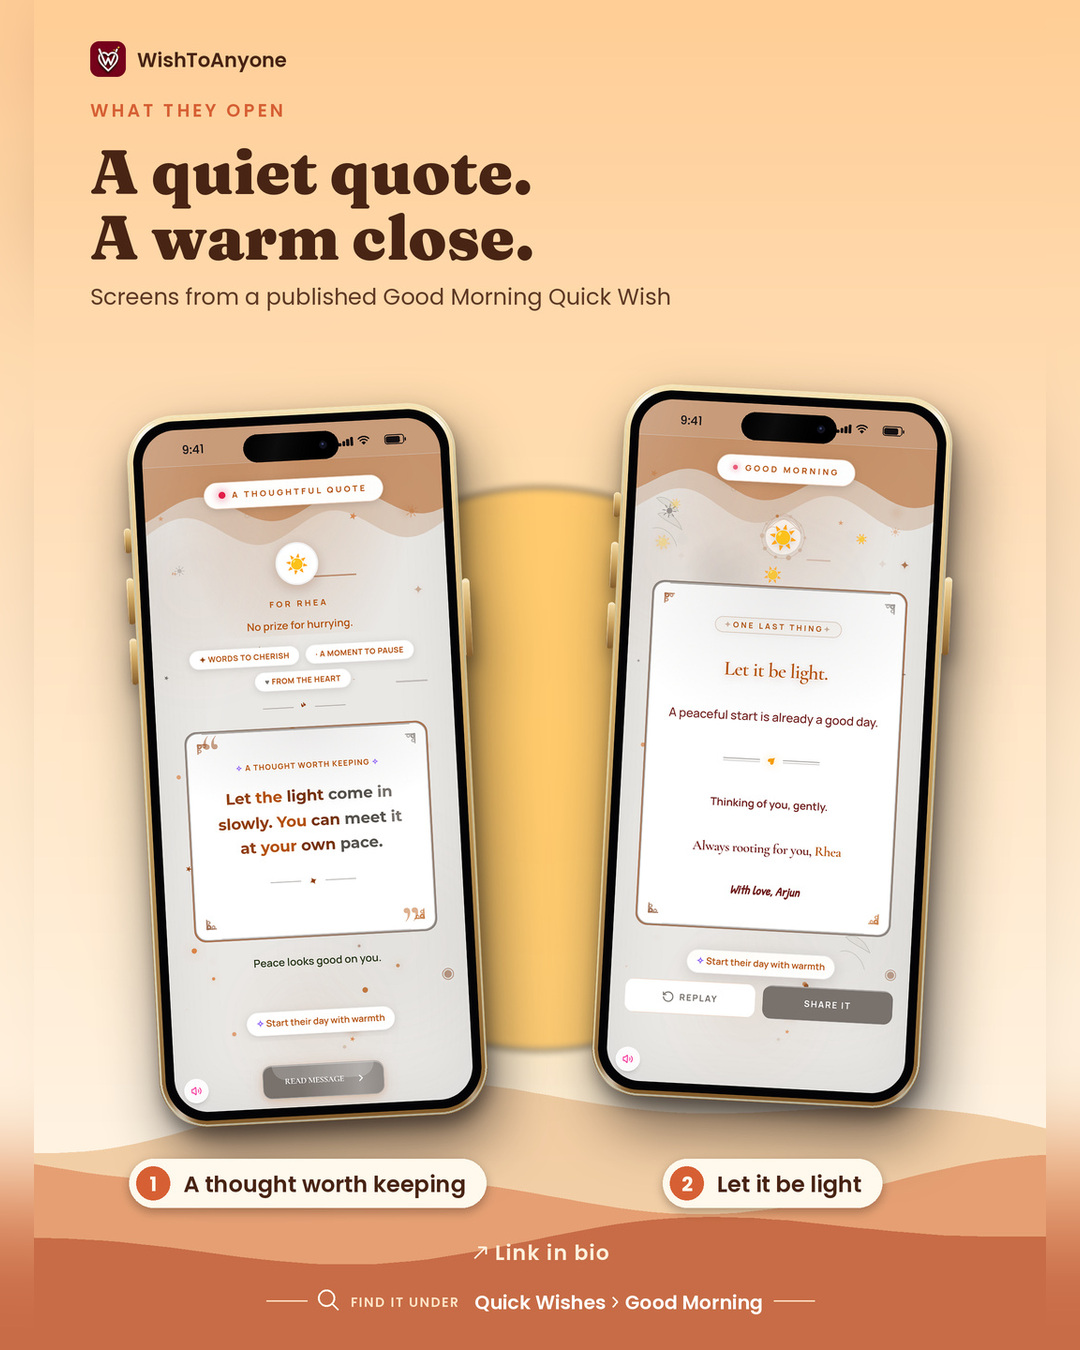 WishToAnyone
WHAT THEY OPEN
A quiet quote.
A warm close.
Screens from a published Good Morning Quick Wish
9:41
A THOUGHTFUL QUOTE
FOR RHEA
No prize for hurrying.
WORDS TO CHERISH
A MOMENT TO PAUSE
FROM THE HEART
A THOUGHT WORTH KEEPING
Let the light come in
slowly. You can meet it
at your own pace.
Peace looks good on you.
Start their day with warmth
READ MESSAGE
9:41
GOOD MORNING
ONE LAST THING
Let it be light.
A peaceful start is already a good day.
Thinking of you, gently.
Always rooting for you, Rhea
With love, Arjun
Start their day with warmth
REPLAY
SHARE IT
1 A thought worth keeping
2 Let it be light
Link in bio
FIND IT UNDER Quick Wishes > Good Morning